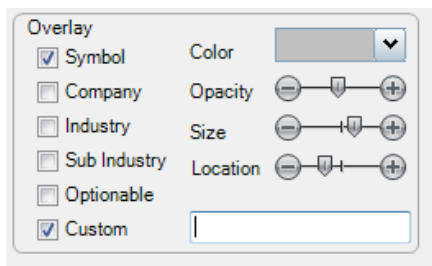 Overlay
Symbol
Color
Company
Opacity
Industry
Size
Sub Industry
Location
Optionable
Custom